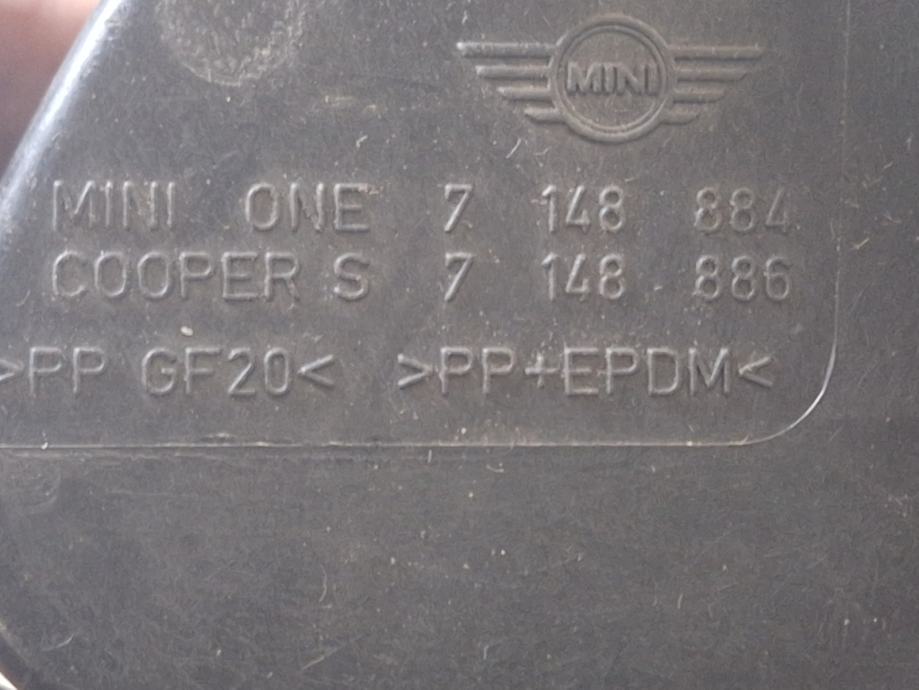 MINI
MINI ONE 7 148 884
COOPER S 7 148 886
>PP GF20< >PP+EPDM<